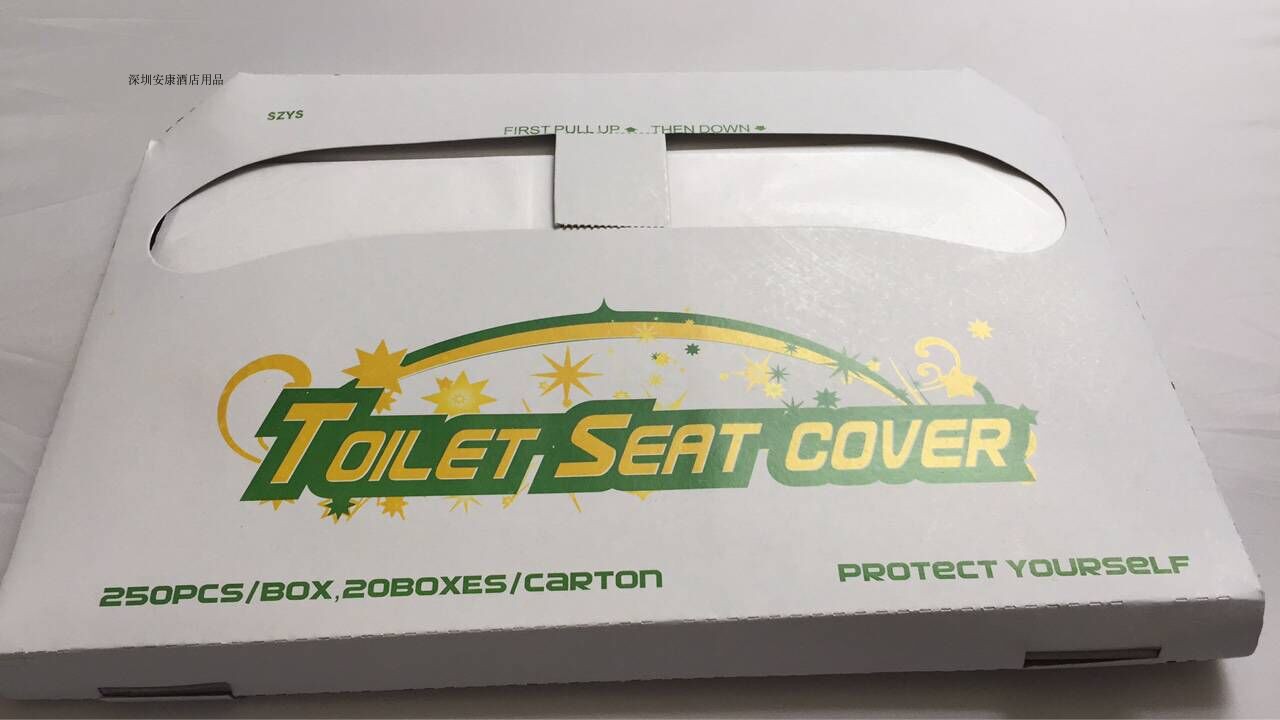 深圳安康酒店用品
SZYS
FIRST PULL UP THEN DOWN
TOILET SEAT COVER
250PCS/BOX,20BOXES/CARTON
PROTECT YOURSELF